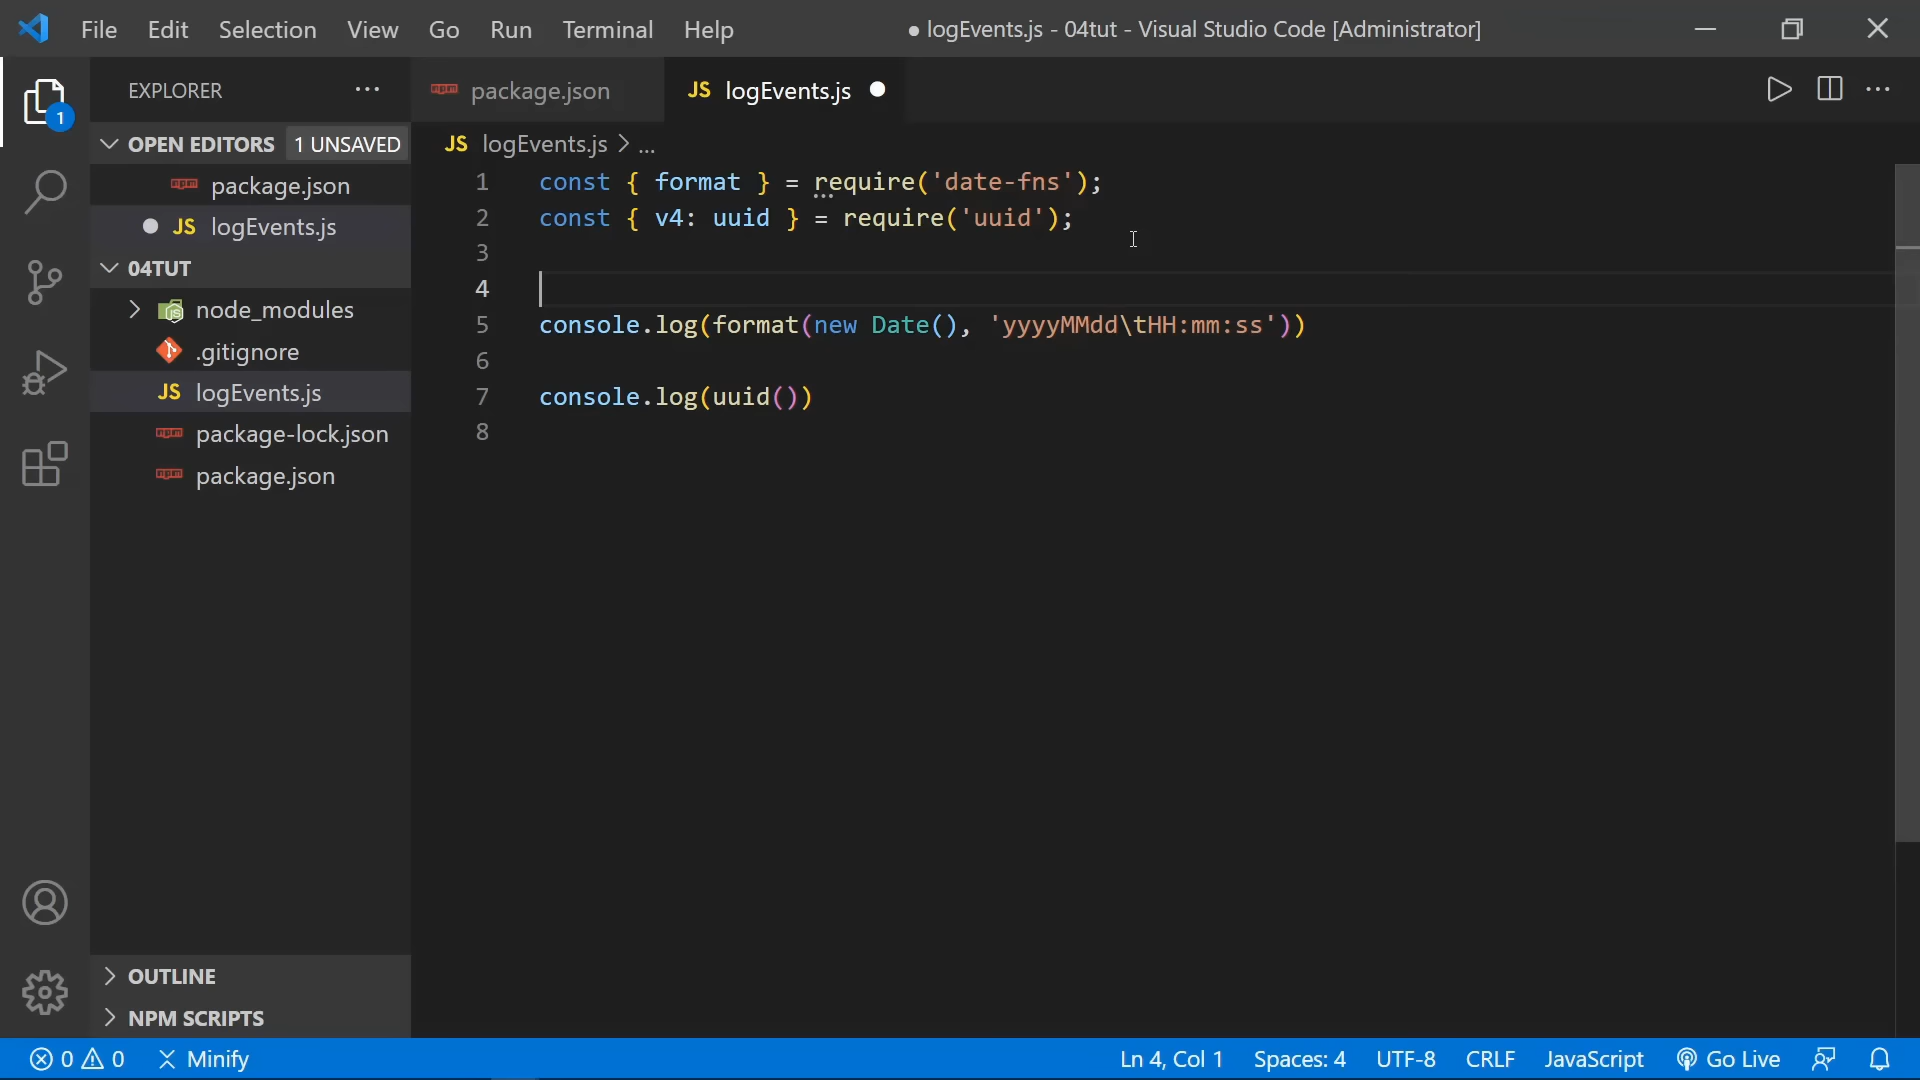 File Edit Selection View Go Run Terminal Help
● logEvents.js - 04tut - Visual Studio Code [Administrator]
1
EXPLORER ...
OPEN EDITORS 1 UNSAVED
package.json
● JS logEvents.js
04TUT
node_modules
.gitignore
JS logEvents.js
package-lock.json
package.json
OUTLINE
NPM SCRIPTS
package.json JS logEvents.js ●
JS logEvents.js > ...
1 const { format } = require('date-fns');
2 const { v4: uuid } = require('uuid');
3
4
5 console.log(format(new Date(), 'yyyyMMdd\tHH:mm:ss'))
6
7 console.log(uuid())
8
0 0 Minify
Ln 4, Col 1 Spaces: 4 UTF-8 CRLF JavaScript Go Live